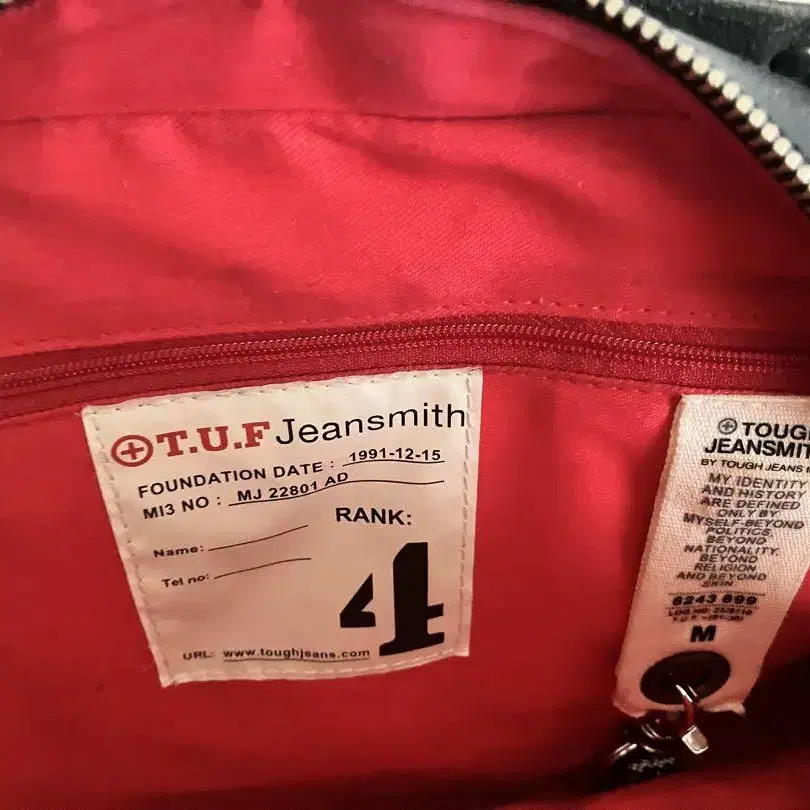 T.U.F Jeansmith
FOUNDATION DATE : 1991-12-15
MI3 NO : MJ 22801 AD
RANK:
4
Name:
Tel no:
URL: www.toughjeans.com
TOUGH
JEANSMITH
BY TOUGH JEANS
MY IDENTITY
AND HISTORY
ARE DEFINED
ONLY BY
MYSELF-BEYOND
POLITICS,
BEYOND
NATIONALITY.
BEYOND
RELIGION
AND BEYOND
SKIN
6243 899
M